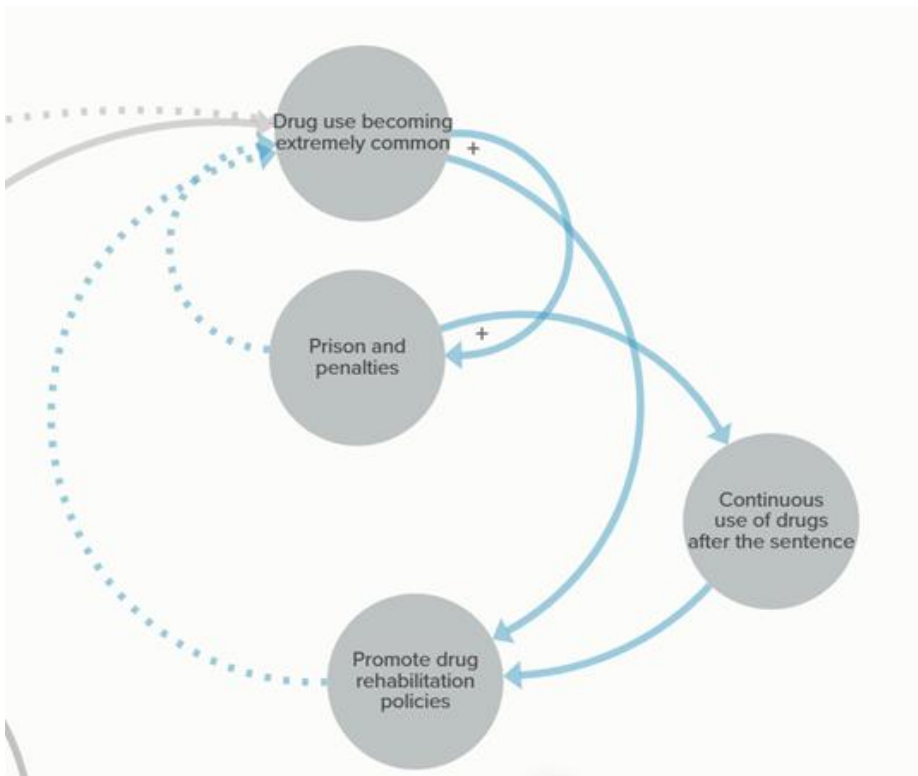 Drug use becoming
extremely common
+
Prison and
penalties
+
Continuous
use of drugs
after the sentence
Promote drug
rehabilitation
policies